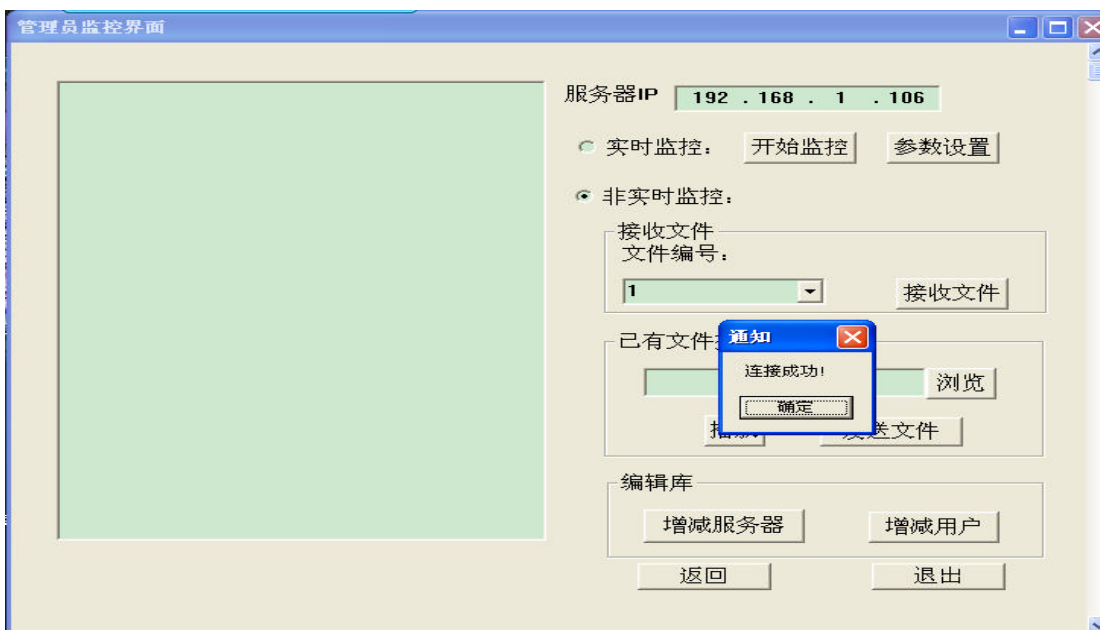 管理员监控界面
服务器IP 192 . 168 . 1 . 106
实时监控： 开始监控 参数设置
非实时监控：
接收文件
文件编号：
1 接收文件
已有文件
通知
连接成功!
浏览
确定
送文件
编辑库
增减服务器 增减用户
返回 退出